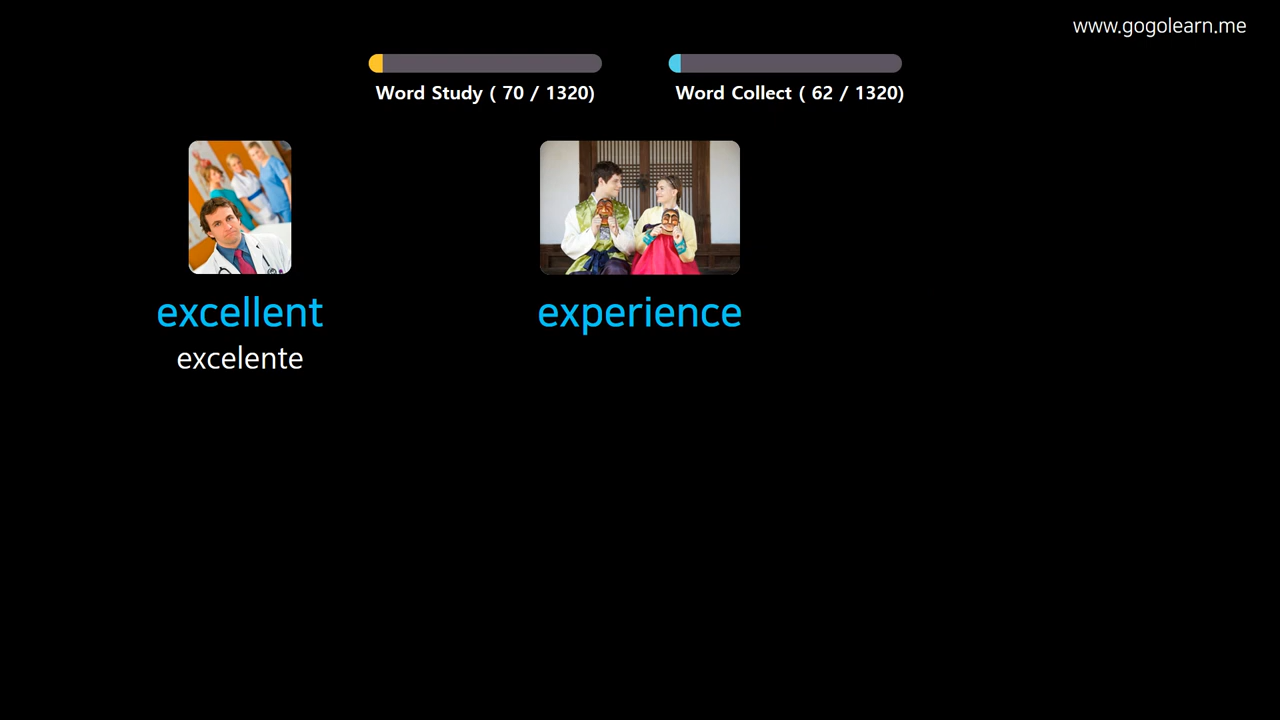 www.gogolearn.me
Word Study ( 70 / 1320)
Word Collect ( 62 / 1320)
excellent
experience
excelente